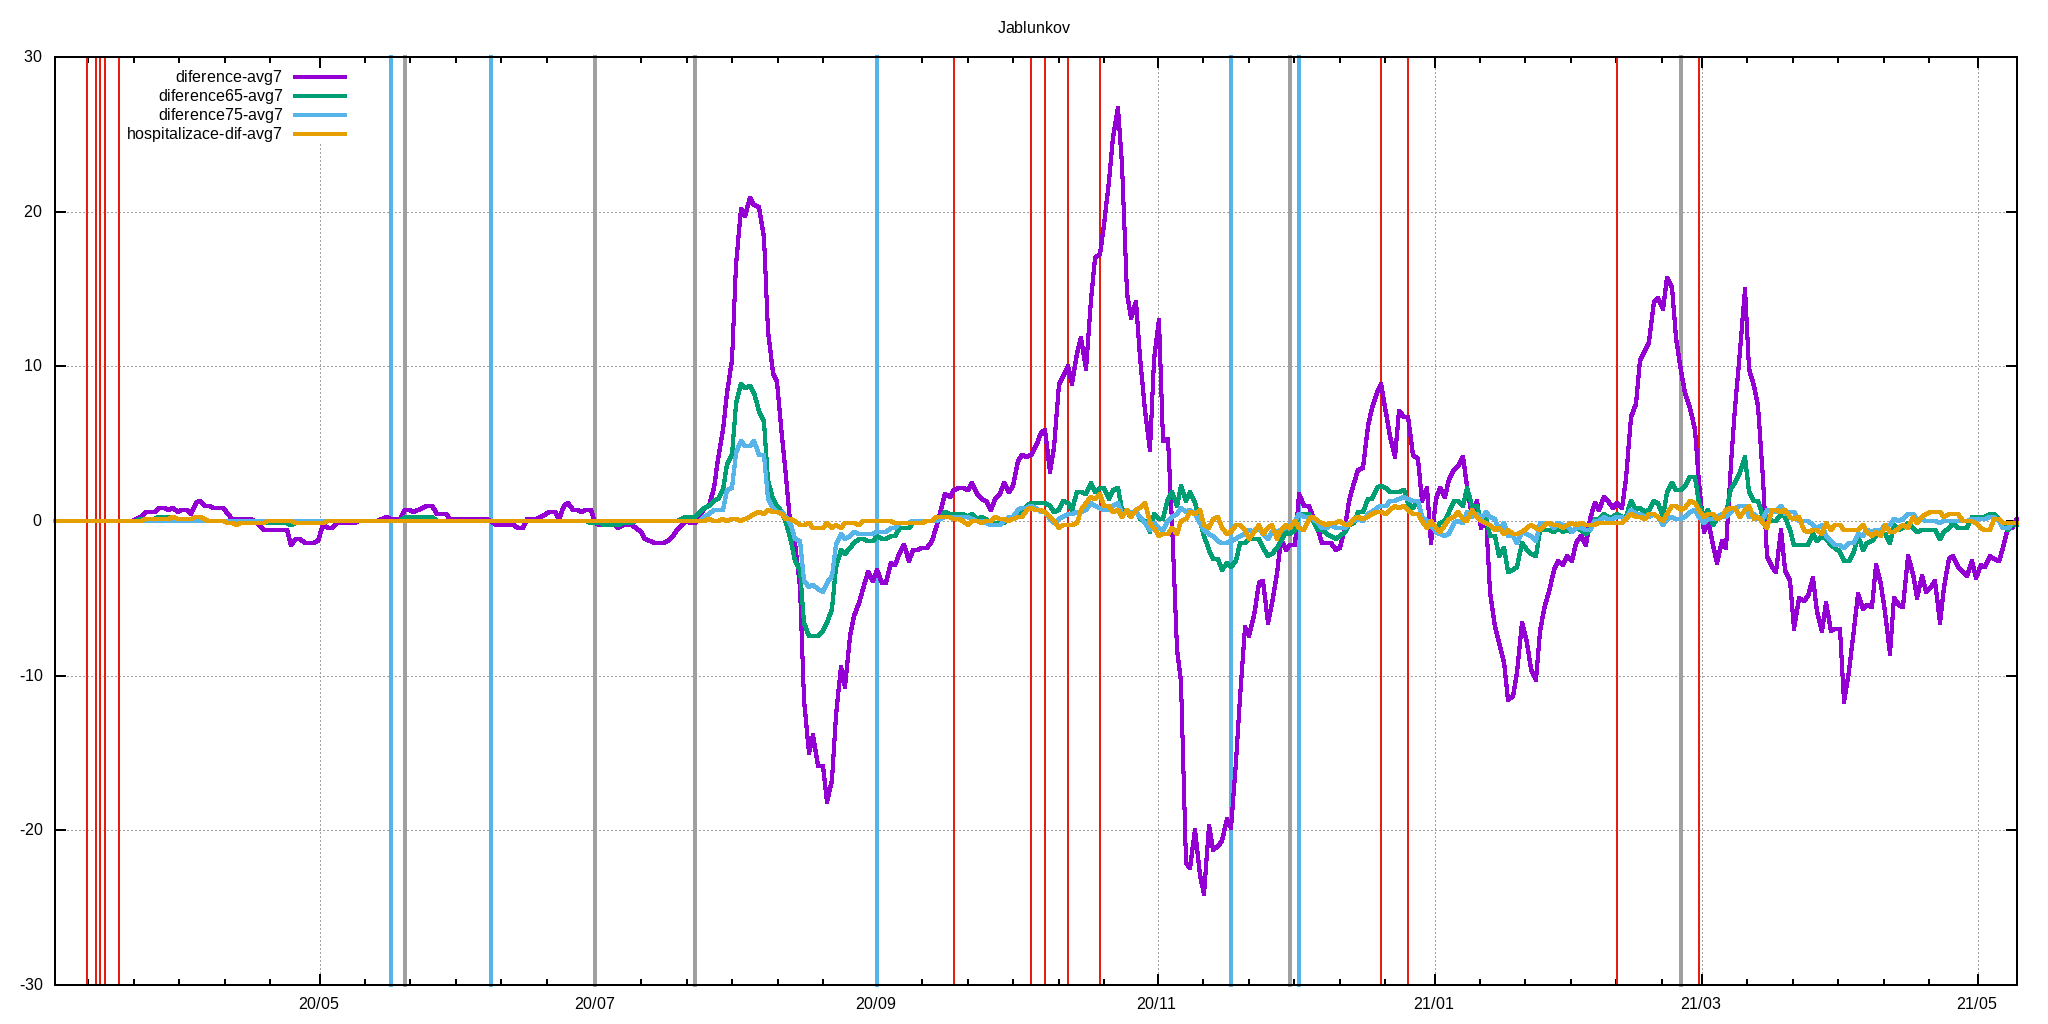 Jablunkov
30
diference-avg7
diference65-avg7
diference75-avg7
hospitalizace-dif-avg7
20
10
0
-10
-20
-30
20/05 20/07 20/09 20/11 21/01 21/03 21/05